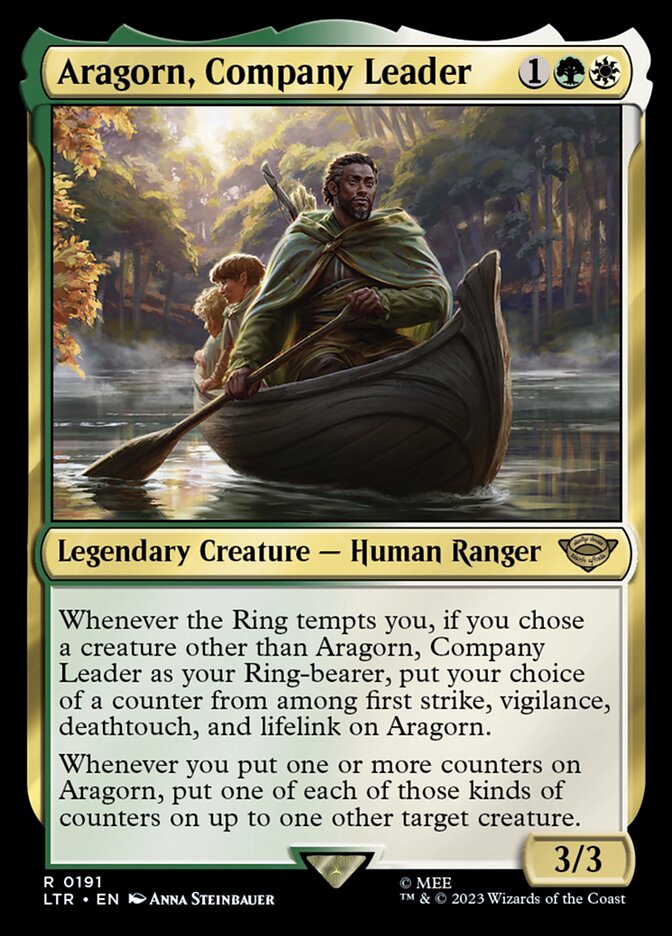 Aragorn, Company Leader 1
Legendary Creature — Human Ranger
Whenever the Ring tempts you, if you chose
a creature other than Aragorn, Company
Leader as your Ring-bearer, put your choice
of a counter from among first strike, vigilance,
deathtouch, and lifelink on Aragorn.
Whenever you put one or more counters on
Aragorn, put one of each of those kinds of
counters on up to one other target creature.
3/3
R 0191
LTR • EN Anna Steinbauer
© MEE
™ & © 2023 Wizards of the Coast